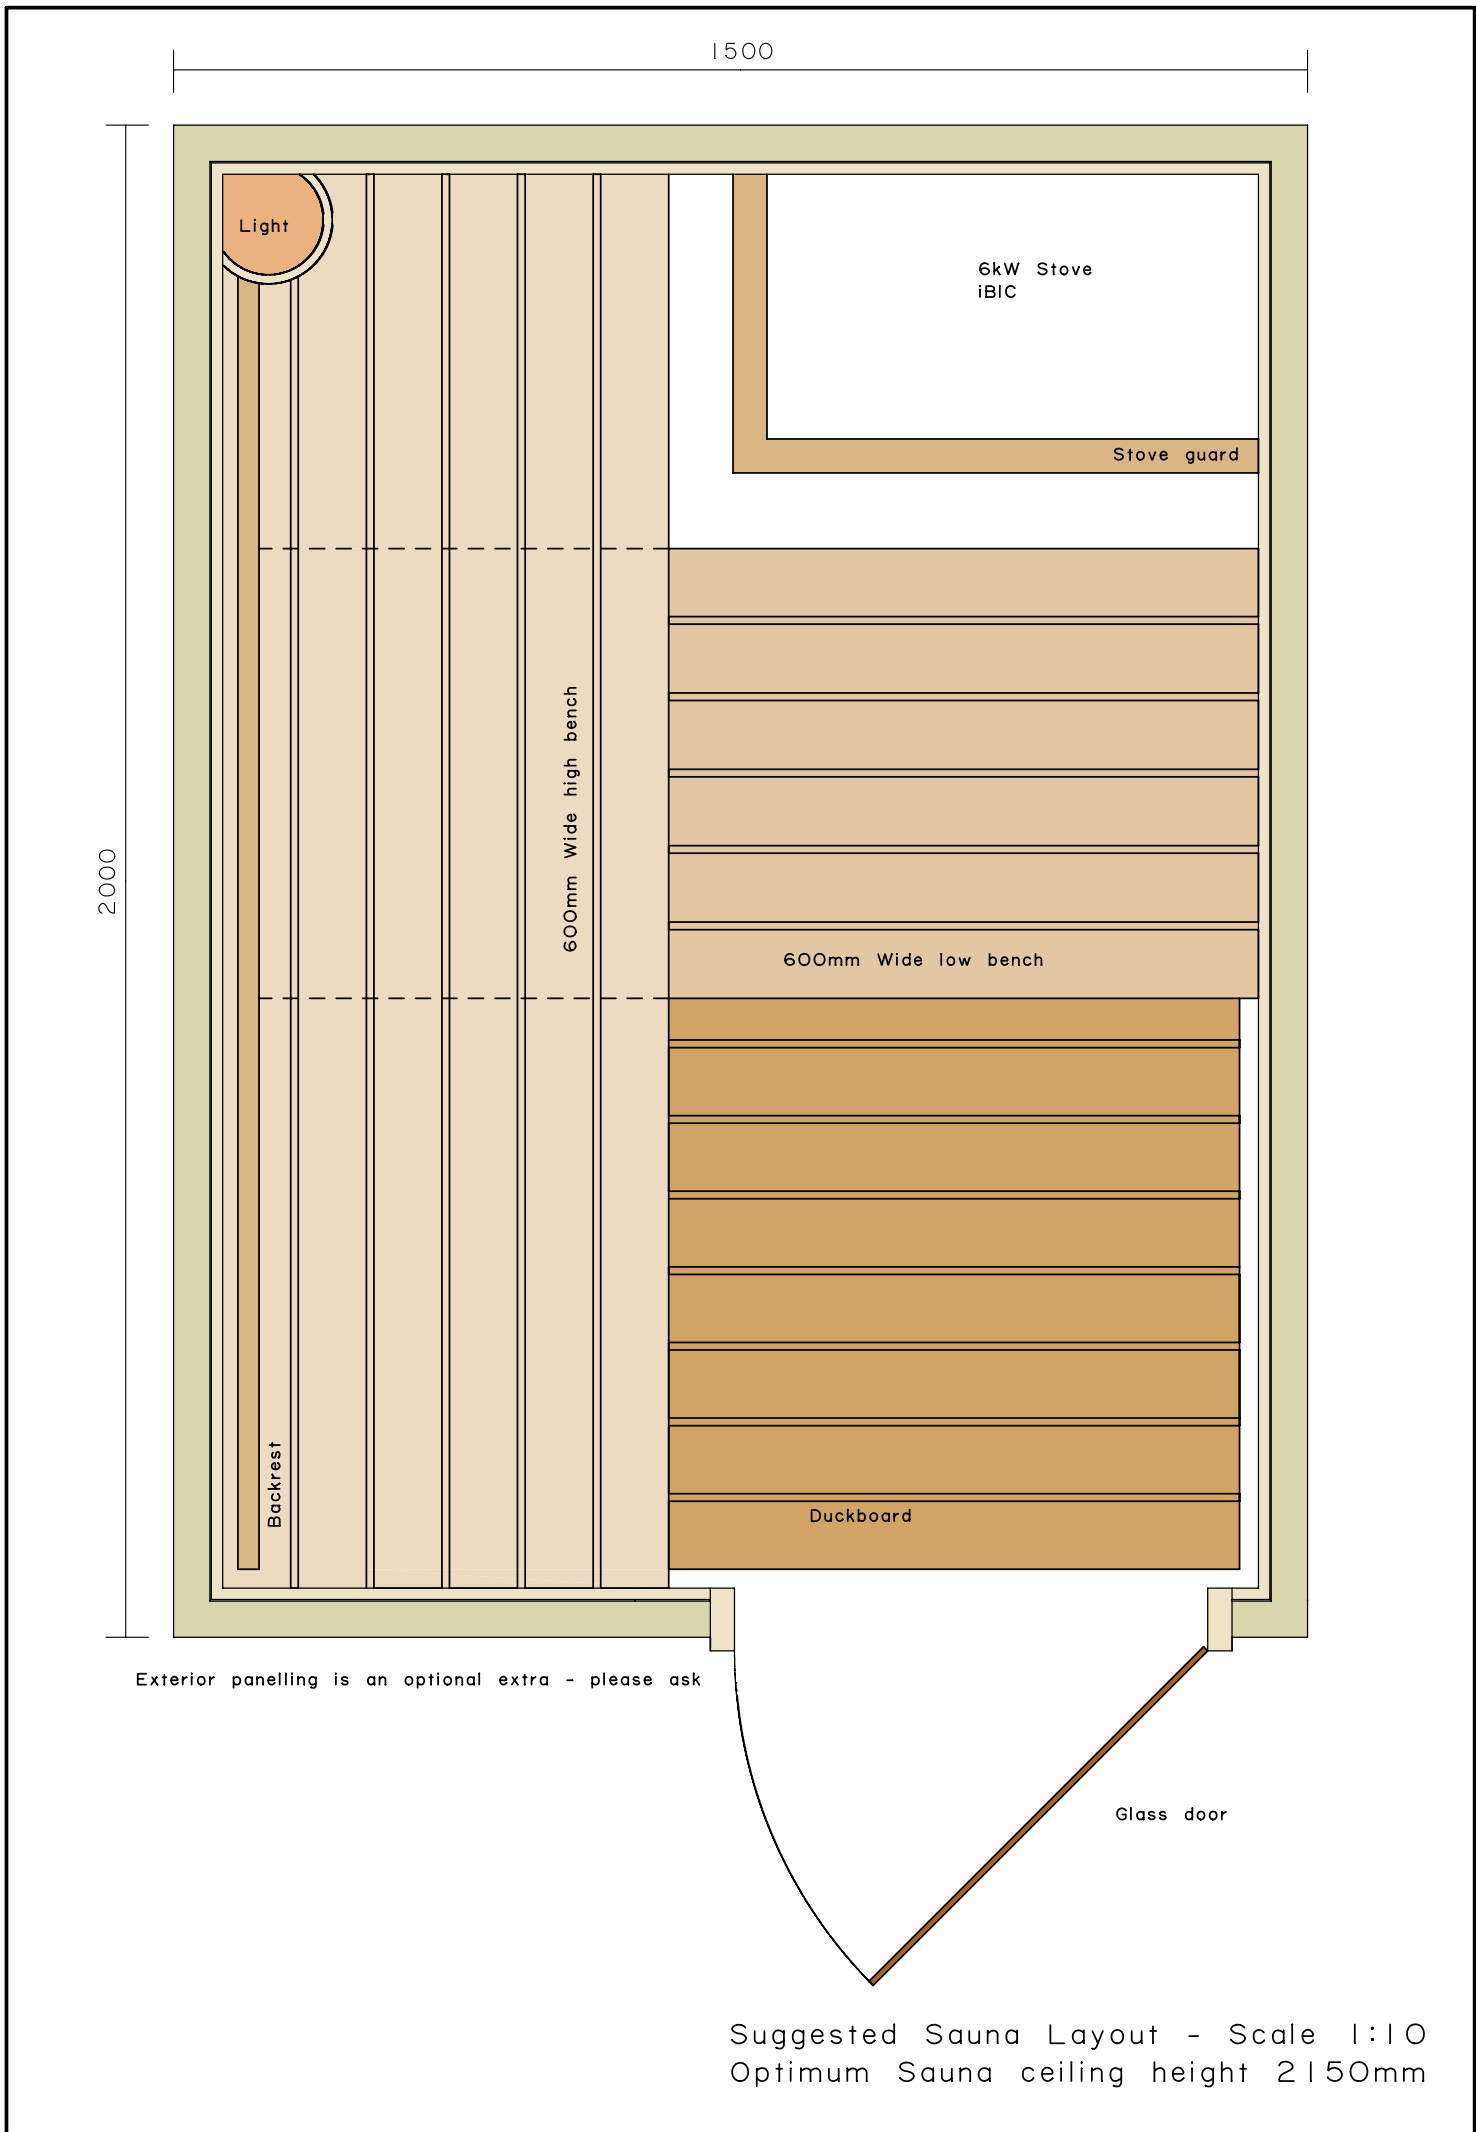 1500
Light
6kW Stove
iBIC
Stove guard
600mm Wide high bench
2000
600mm Wide low bench
Backrest
Duckboard
Exterior panelling is an optional extra - please ask
Glass door
Suggested Sauna Layout - Scale 1:10
Optimum Sauna ceiling height 2150mm